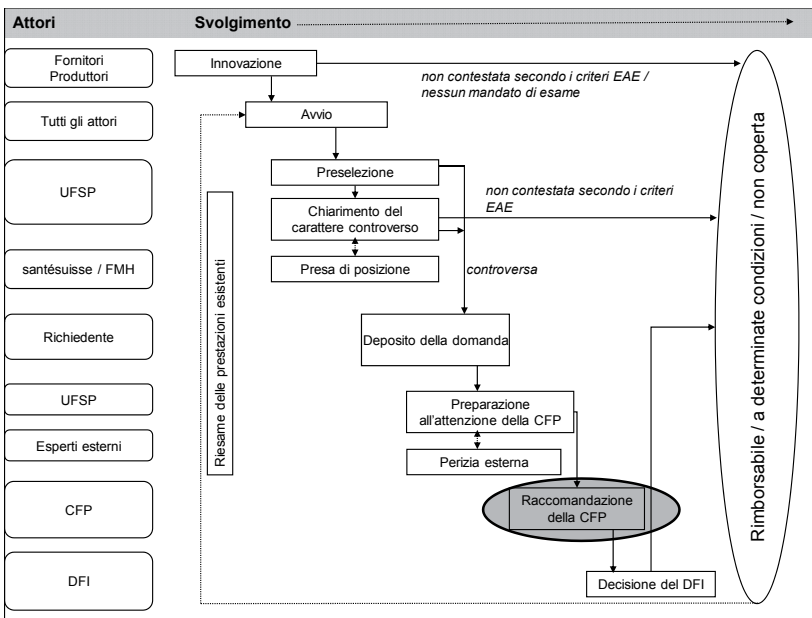 Attori Svolgimento
Fornitori
Produttori
Innovazione
non contestata secondo i criteri EAE /
nessun mandato di esame
Tutti gli attori
Avvio
UFSP
Preselezione
non contestata secondo i criteri
EAE
Chiarimento del
carattere controverso
santésuisse / FMH
Presa di posizione
controversa
Richiedente
Deposito della domanda
UFSP
Preparazione
all'attenzione della CFP
Esperti esterni
Perizia esterna
CFP
Raccomandazione
della CFP
DFI
Decisione del DFI
Riesame delle prestazioni esistenti
Rimborsabile / a determinate condizioni / non coperta